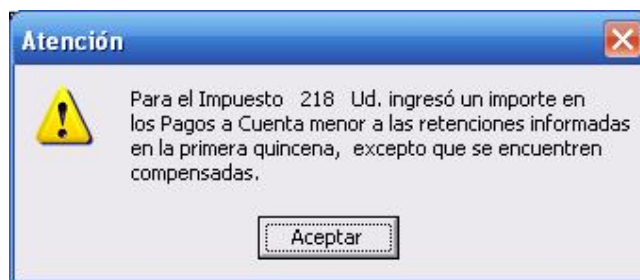 Atención
Para el Impuesto 218 Ud. ingresó un importe en
los Pagos a Cuenta menor a las retenciones informadas
en la primera quincena, excepto que se encuentren
compensadas.
Aceptar